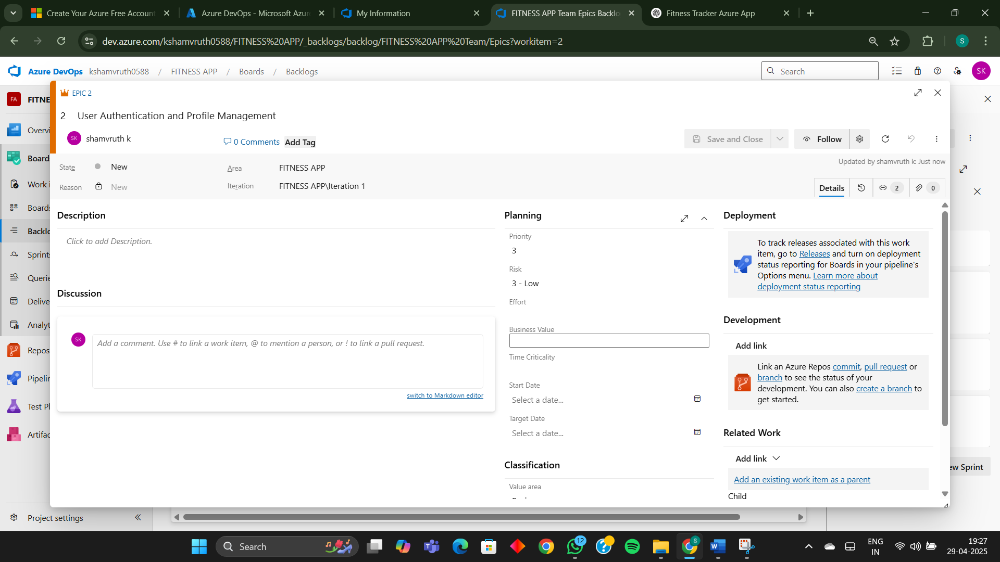 Create Your Azure Free Account
Azure DevOps - Microsoft Azure
My Information
FITNESS APP Team Epics Backlo
Fitness Tracker Azure App
dev.azure.com/kshamvruth0588/FITNESS%20APP/_backlogs/backlog/FITNESS%20APP%20Team/Epics?workitem=2
S
Azure DevOps kshamvruth0588 / FITNESS APP / Boards / Backlogs
Search
SK
FA FITNE
Overvi
Board
Work i
Board
Backlo
Sprint
Querie
Delive
Analyt
Repos
Pipelin
Test Pl
Artifac
Project settings
EPIC 2
2 User Authentication and Profile Management
SK shamvruth k
0 Comments Add Tag
Save and Close
Follow
State New
Area FITNESS APP
Updated by shamvruth k: Just now
Reason New
Iteration FITNESS APP\Iteration 1
Details 2 0
Description
Click to add Description.
Discussion
SK
Add a comment. Use # to link a work item, @ to mention a person, or ! to link a pull request.
switch to Markdown editor
Planning
Priority
3
Risk
3 - Low
Effort
Business Value
Time Criticality
Start Date
Select a date...
Target Date
Select a date...
Classification
Value area
Deployment
To track releases associated with this work
item, go to Releases and turn on deployment
status reporting for Boards in your pipeline's
Options menu. Learn more about
deployment status reporting
Development
Add link
Link an Azure Repos commit, pull request or
branch to see the status of your
development. You can also create a branch to
get started.
Related Work
Add link
Add an existing work item as a parent
Child
ew Sprint
Search
12
S
ENG
IN
19:27
29-04-2025